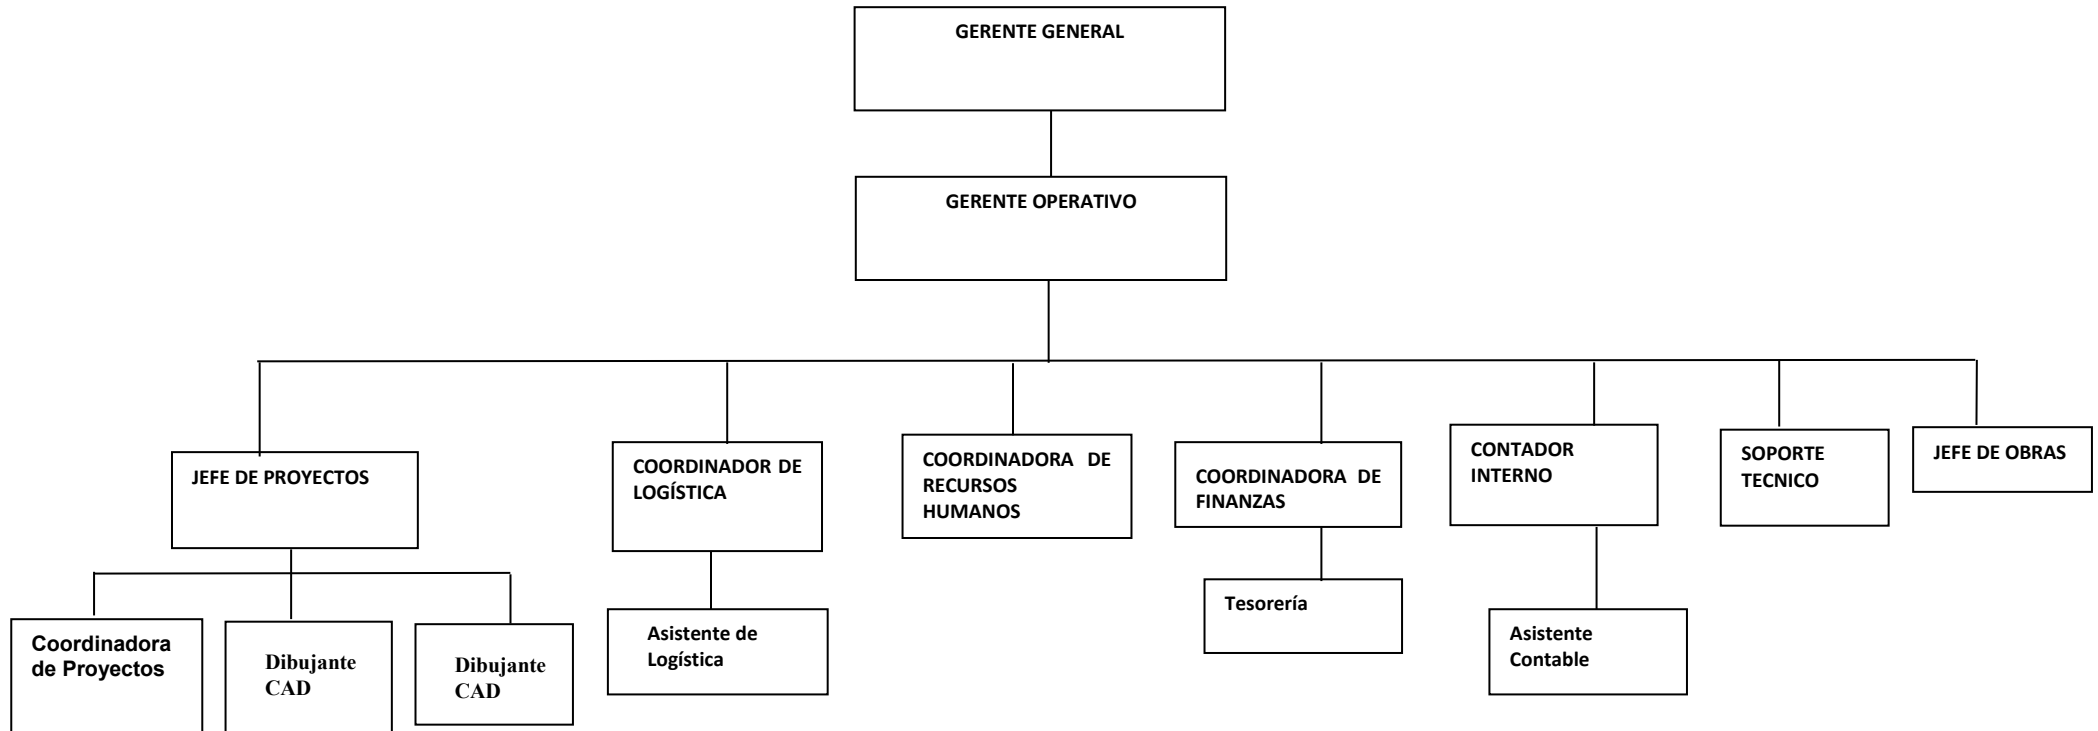 GERENTE GENERAL
GERENTE OPERATIVO
JEFE DE PROYECTOS
COORDINADOR DE
LOGÍSTICA
COORDINADORA DE
RECURSOS
HUMANOS
COORDINADORA DE
FINANZAS
CONTADOR
INTERNO
SOPORTE
TECNICO
JEFE DE OBRAS
Coordinadora
de Proyectos
Dibujante
CAD
Dibujante
CAD
Asistente de
Logística
Tesorería
Asistente
Contable